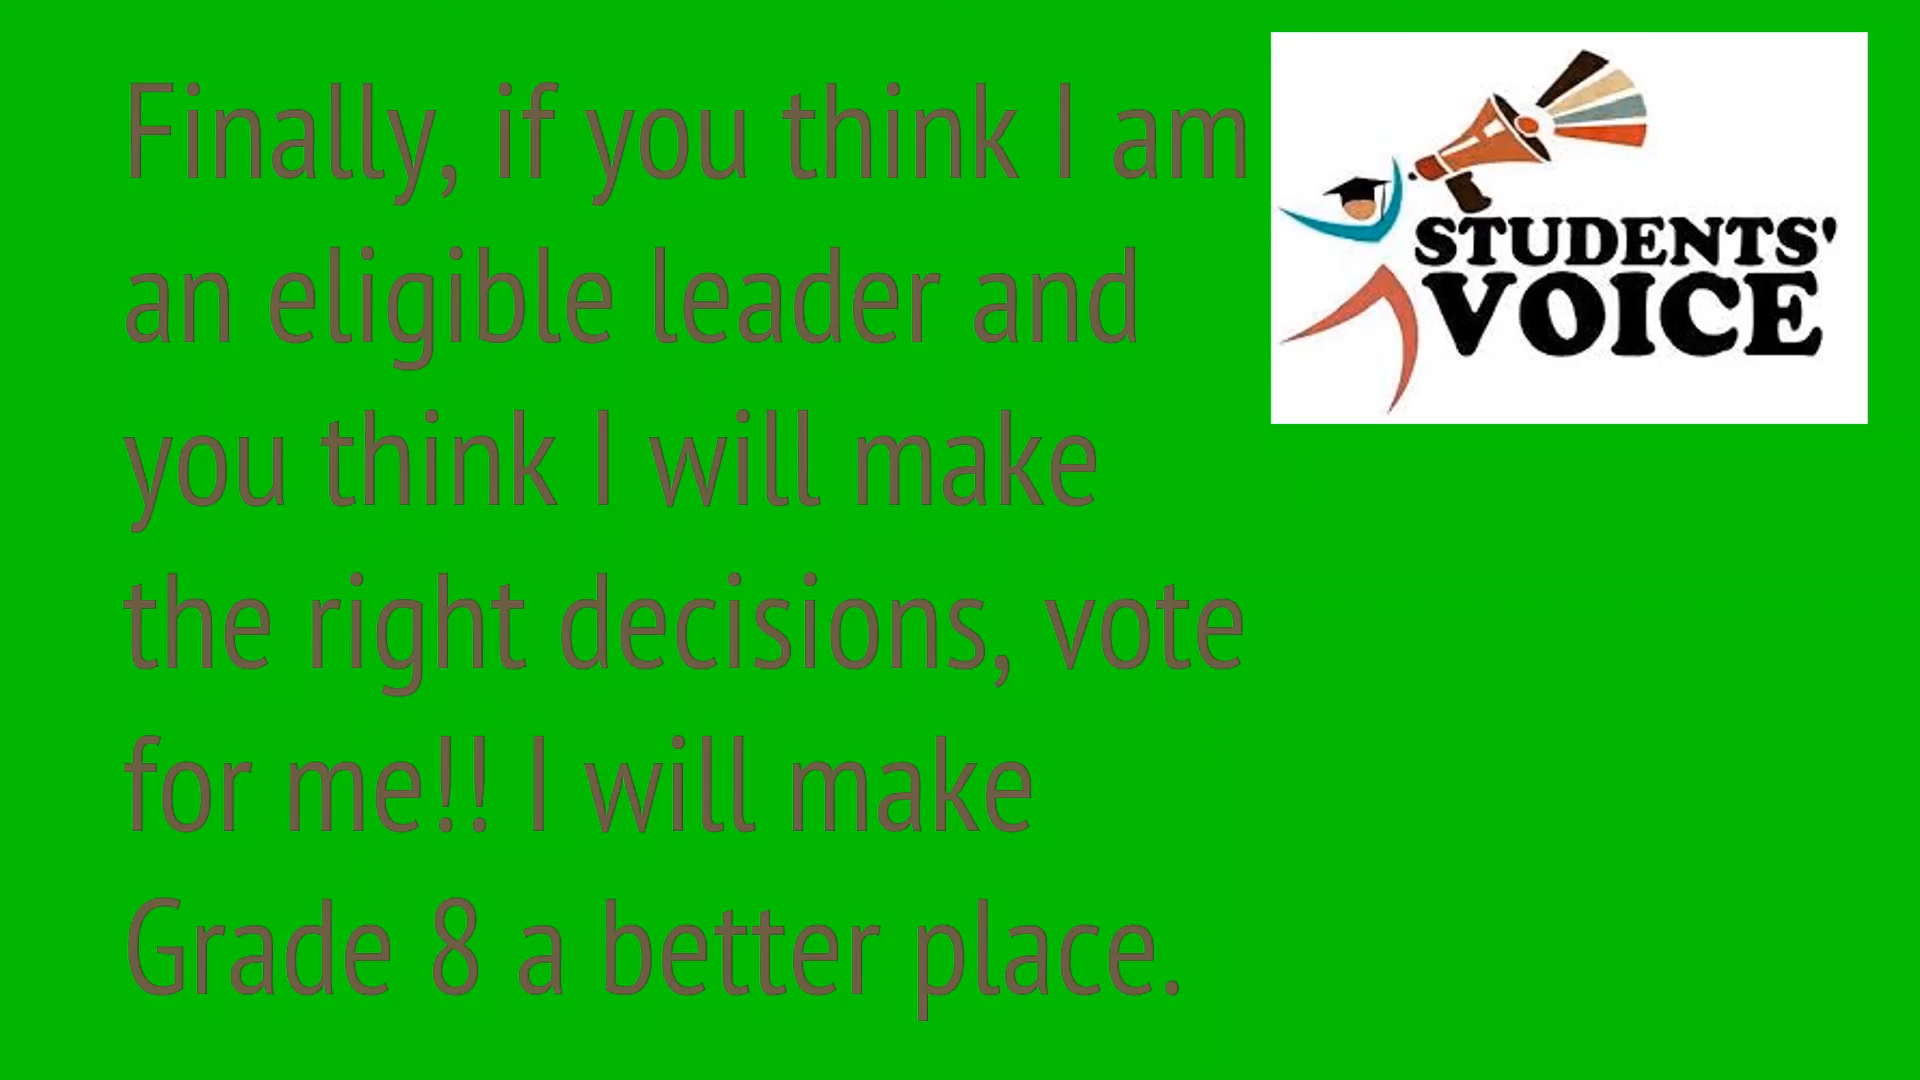 Finally, if you think I am
an eligible leader and
you think I will make
the right decisions, vote
for me!! I will make
Grade 8 a better place.
STUDENTS'
VOICE